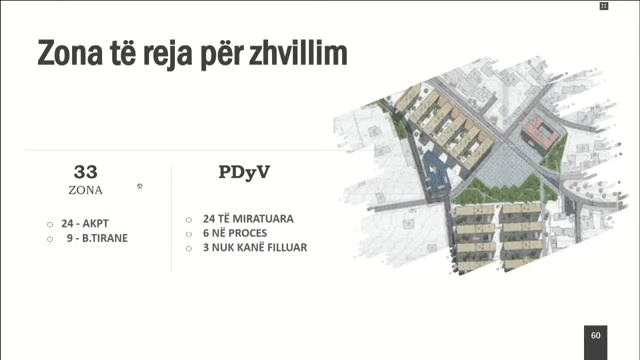 Zona të reja për zhvillim
33
ZONA
24 - AKPT
9 - B.TIRANE
PDyV
24 TË MIRATUARA
6 NË PROCES
3 NUK KANË FILLUAR
60